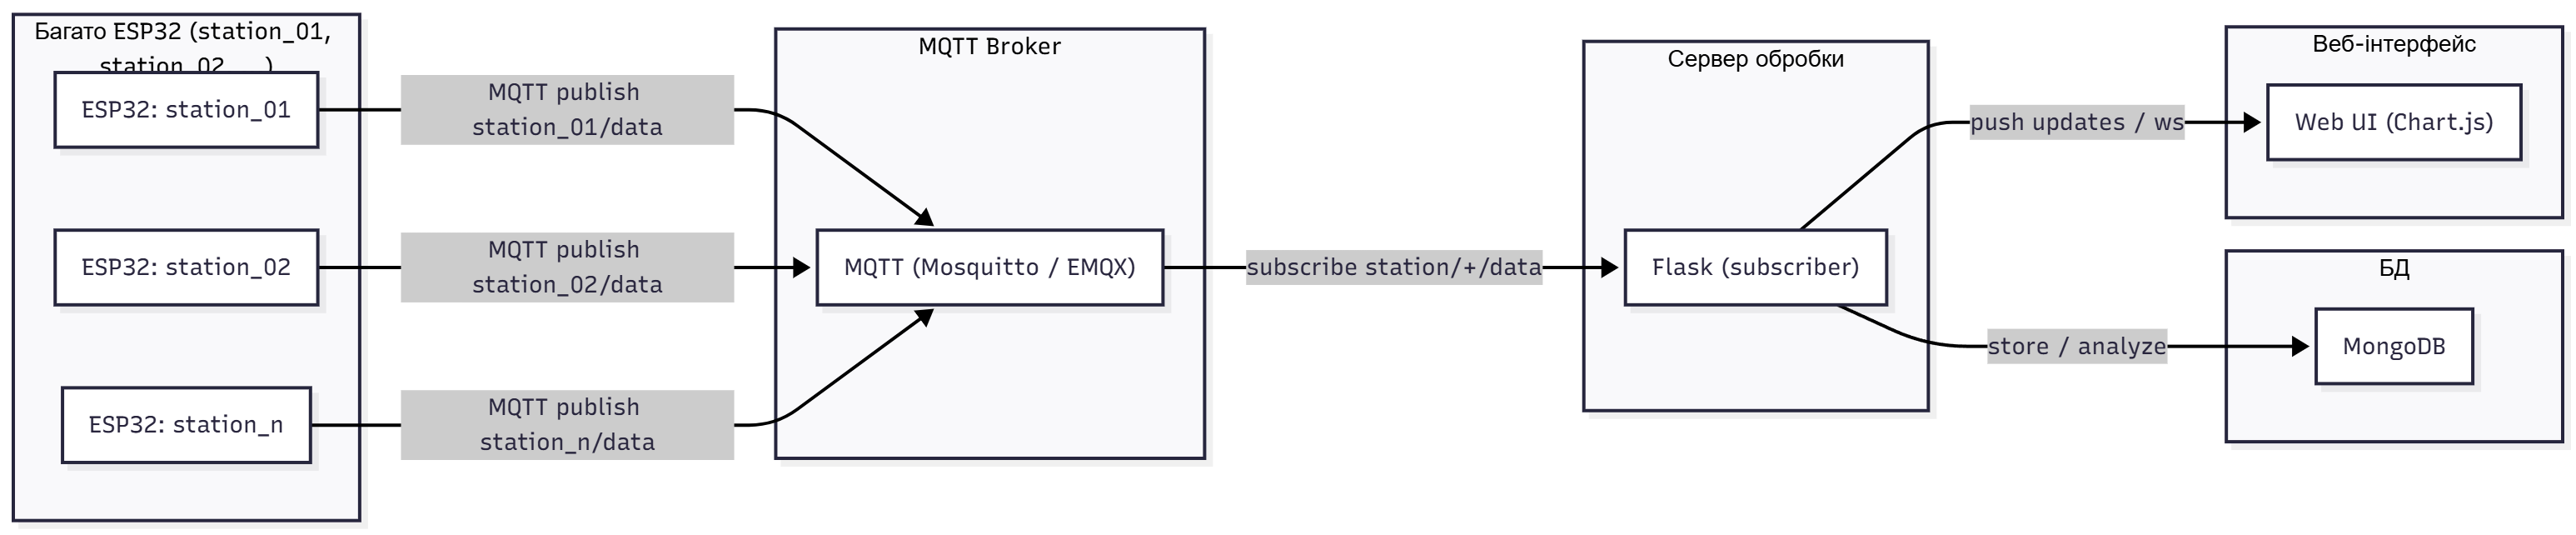 Багато ESP32 (station_01,
station_02, ...)
ESP32: station_01
ESP32: station_02
ESP32: station_n
MQTT publish
station_01/data
MQTT publish
station_02/data
MQTT publish
station_n/data
MQTT Broker
MQTT (Mosquitto / EMQX)
subscribe station/+/data
Сервер обробки
Flask (subscriber)
push updates / ws
store / analyze
Веб-інтерфейс
Web UI (Chart.js)
БД
MongoDB